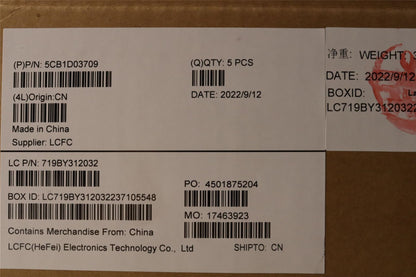 (P)P/N: 5CB1D03709
(Q)QTY: 5 PCS
(4L)Origin:CN
DATE: 2022/9/12
Made in China
Supplier: LCFC
净重: WEIGHT:
DATE: 2022/9/12
BOXID:
LC719BY3120322
LC P/N: 719BY312032
PO: 4501875204
BOX ID: LC719BY312032237105548
MO: 17463923
Contains Merchandise From: China
LCFC(HeFei) Electronics Technology Co., Ltd
SHIPTO: CN